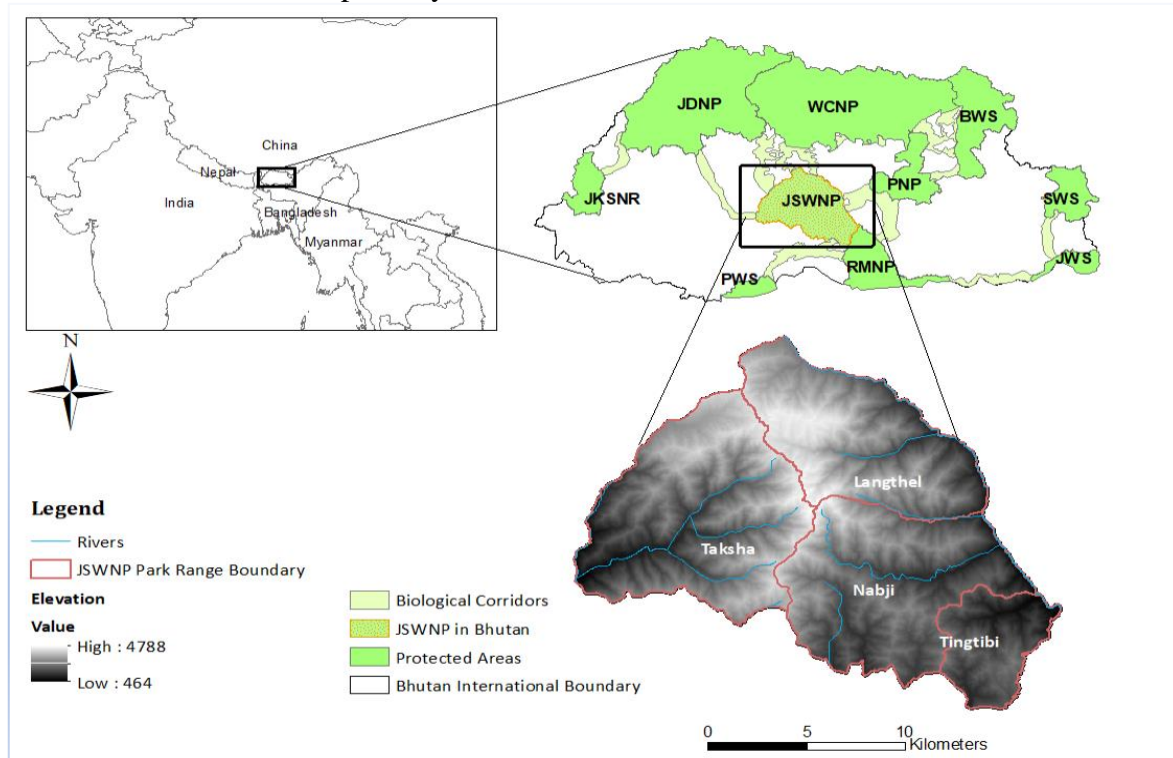 China
Nepal
India
Bangladesh
Myanmar
JDNP
WCNP
BWS
JKSNR
JSWNP
PNP
SWS
PWS
RMNP
JWS
N
Legend
Rivers
JSWNP Park Range Boundary
Elevation
Value
High : 4788
Low : 464
Biological Corridors
JSWNP in Bhutan
Protected Areas
Bhutan International Boundary
Langthel
Taksha
Nabji
Tingtibi
0 5 10
Kilometers